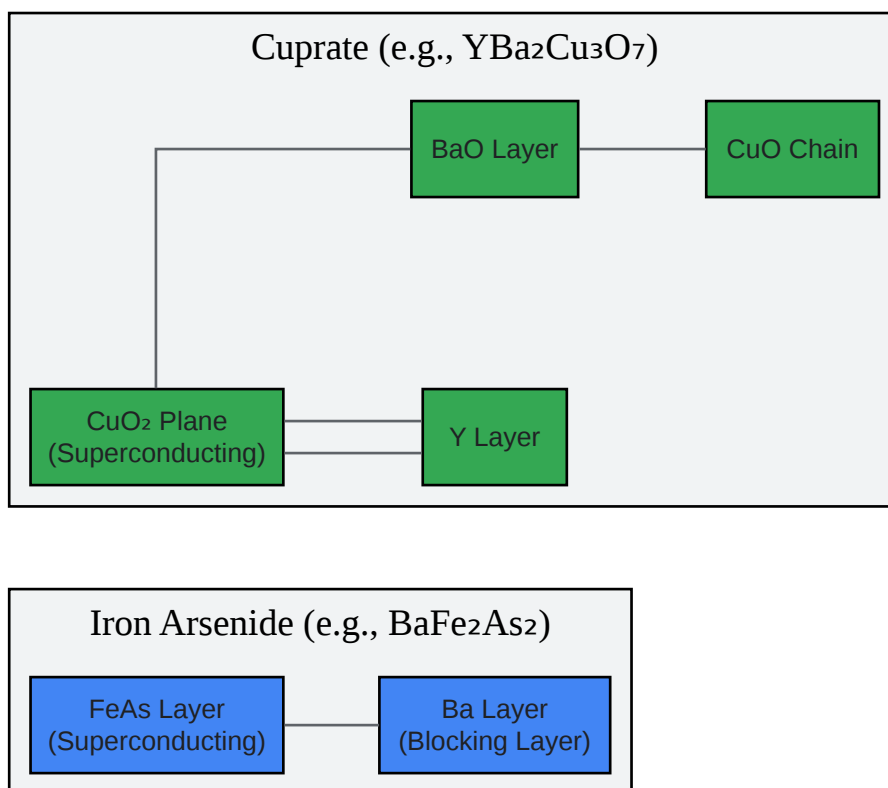 Cuprate (e.g., YBa₂Cu₃O₇)
BaO Layer
CuO Chain
CuO₂ Plane
(Superconducting)
Y Layer
Iron Arsenide (e.g., BaFe₂As₂)
FeAs Layer
(Superconducting)
Ba Layer
(Blocking Layer)